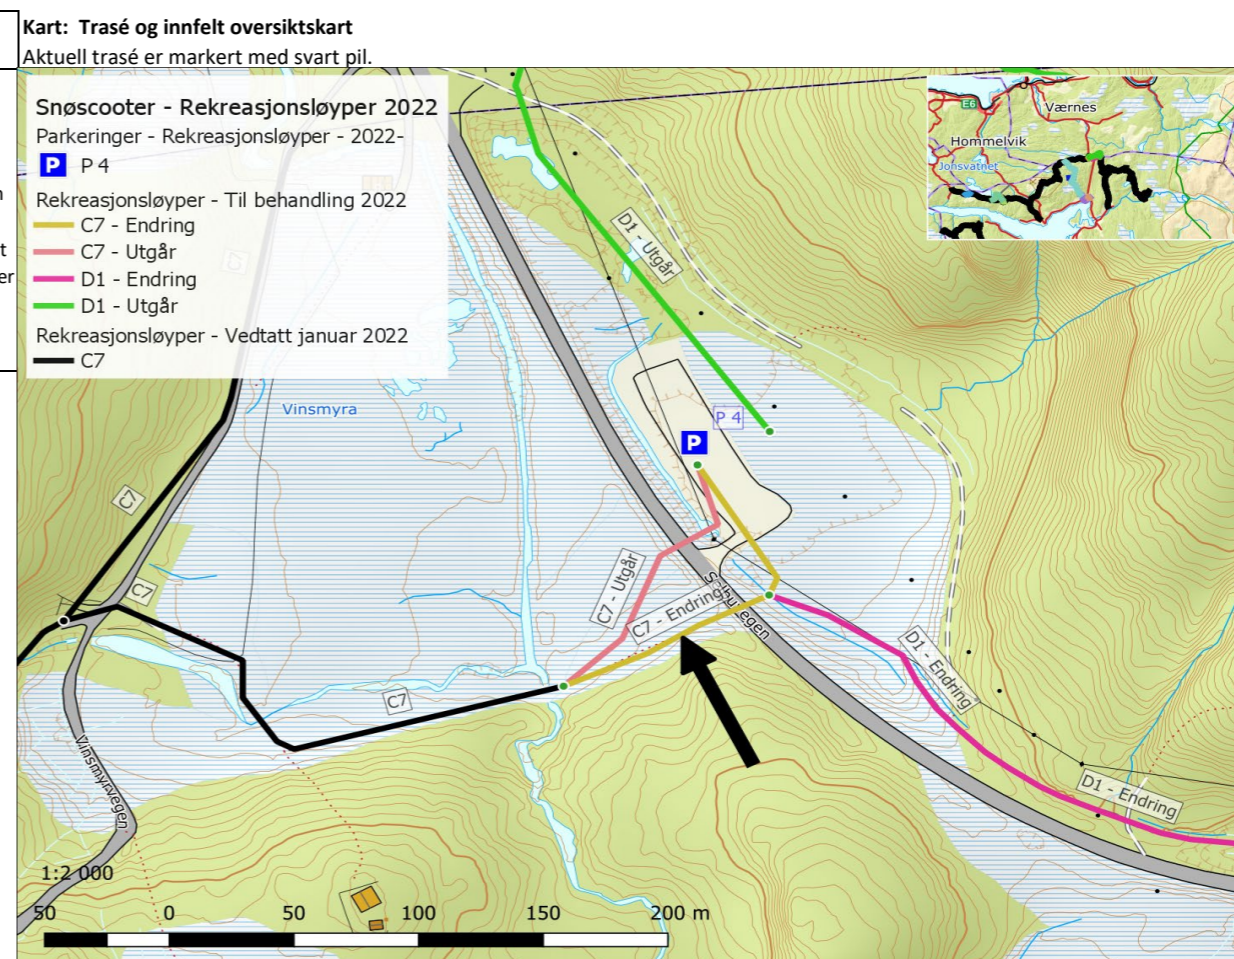 Kart: Trasé og innfelt oversiktskart
Aktuell trasé er markert med svart pil.
Snøscooter - Rekreasjonsløyper 2022
Parkeringer - Rekreasjonsløyper - 2022-
P P 4
Rekreasjonsløyper - Til behandling 2022
C7 - Endring
C7 - Utgår
D1 - Endring
D1 - Utgår
Rekreasjonsløyper - Vedtatt januar 2022
C7
E6
Værnes
Hommelvik
Jonsvatnet
D1 - Utgår
Vinsmyra
P 4
P
C7
C7
C7 - Utgår
C7 - Endring
D1 - Endring
C7
Vinsmyrvegen
D1 - Endring
1:2 000
50 0 50 100 150 200 m
n
t
er